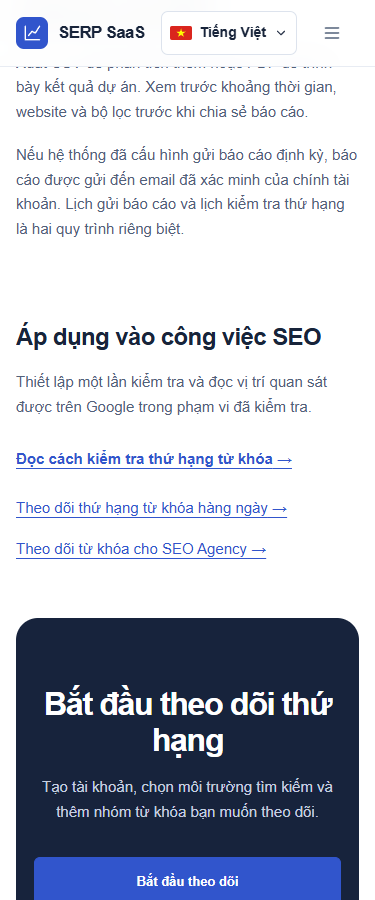 SERP SaaS
Tiếng Việt
bày kết quả dự án. Xem trước khoảng thời gian,
website và bộ lọc trước khi chia sẻ báo cáo.
Nếu hệ thống đã cấu hình gửi báo cáo định kỳ, báo
cáo được gửi đến email đã xác minh của chính tài
khoản. Lịch gửi báo cáo và lịch kiểm tra thứ hạng
là hai quy trình riêng biệt.
Áp dụng vào công việc SEO
Thiết lập một lần kiểm tra và đọc vị trí quan sát
được trên Google trong phạm vi đã kiểm tra.
Đọc cách kiểm tra thứ hạng từ khóa →
Theo dõi thứ hạng từ khóa hàng ngày →
Theo dõi từ khóa cho SEO Agency →
Bắt đầu theo dõi thứ
hạng
Tạo tài khoản, chọn môi trường tìm kiếm và
thêm nhóm từ khóa bạn muốn theo dõi.
Bắt đầu theo dõi